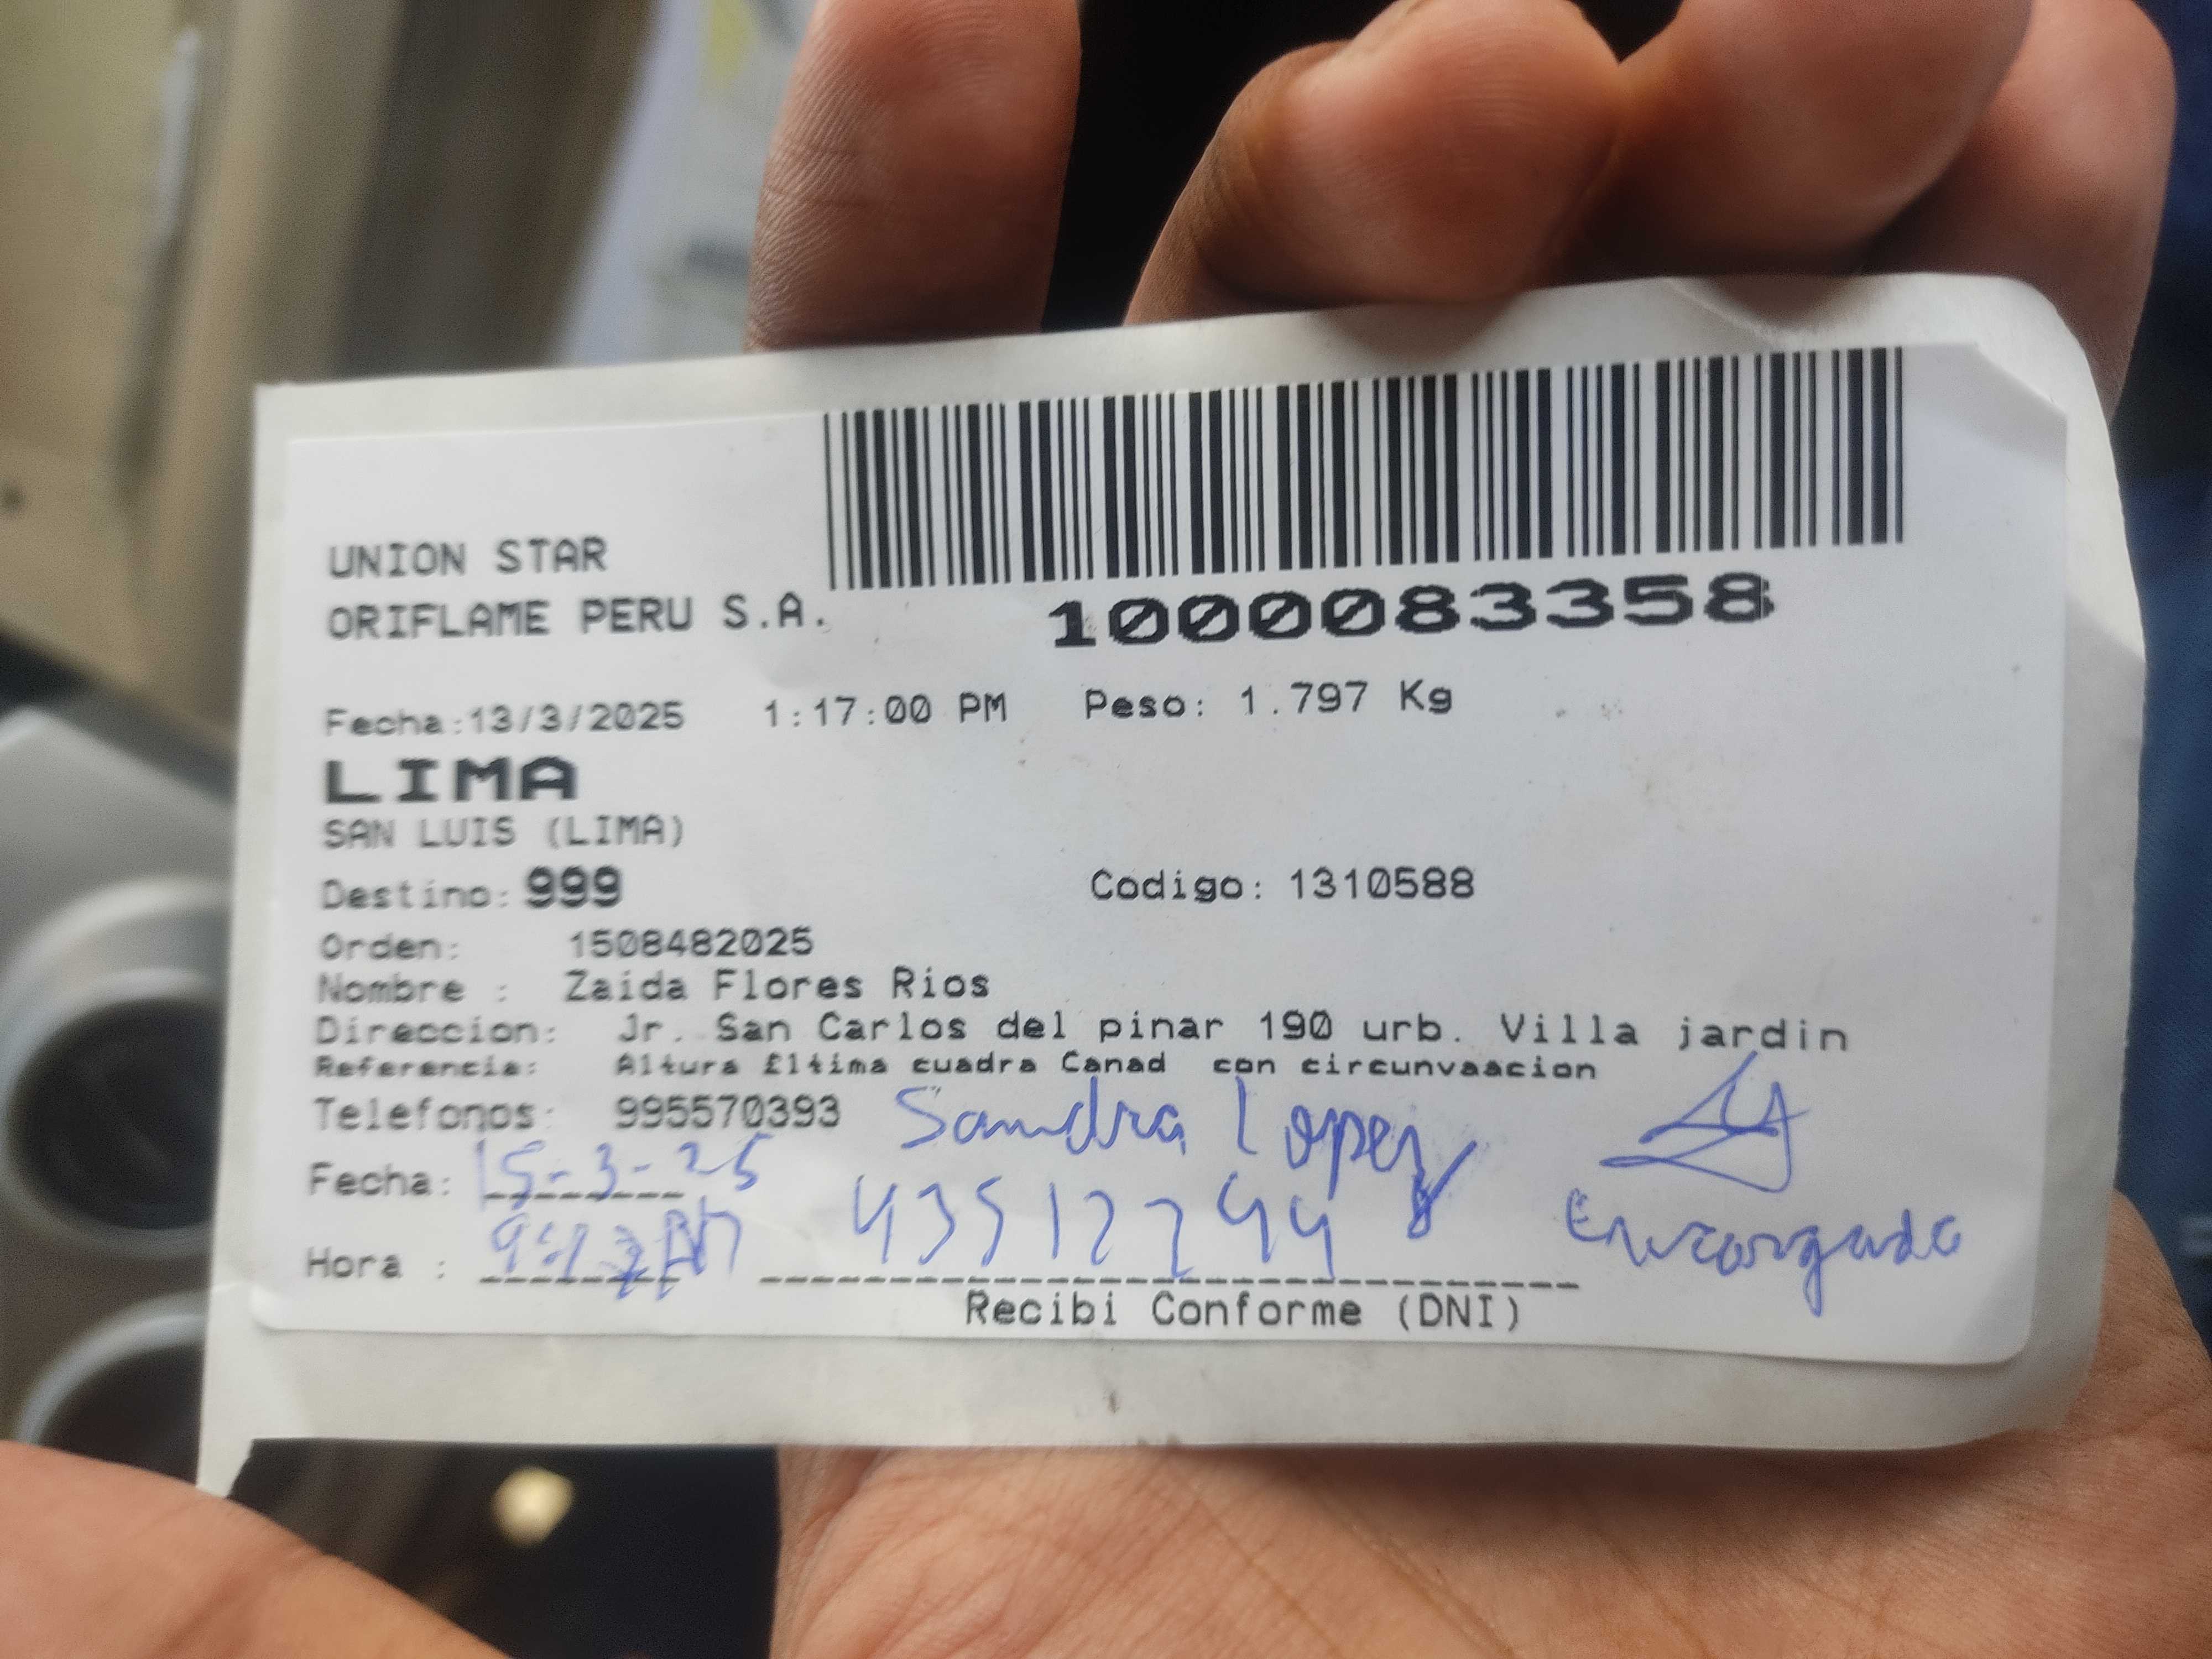 UNION STAR
ORIFLAME PERU S.A.
1000083358
Fecha:13/3/2025 1:17:00 PM Peso: 1.797 Kg
LIMA
SAN LUIS (LIMA)
Destino: 999 Codigo: 1310588
Orden: 1508482025
Nombre : Zaida Flores Rios
Direccion: Jr. San Carlos del pinar 190 urb. Villa jardin
Referencia: Altura £ltima cuadra Canad con circunvaacion
Telefonos: 995570393 Sandra Lopez
Fecha: 15-3-25
Hora : 43512244 Encargada
Recibi Conforme (DNI)